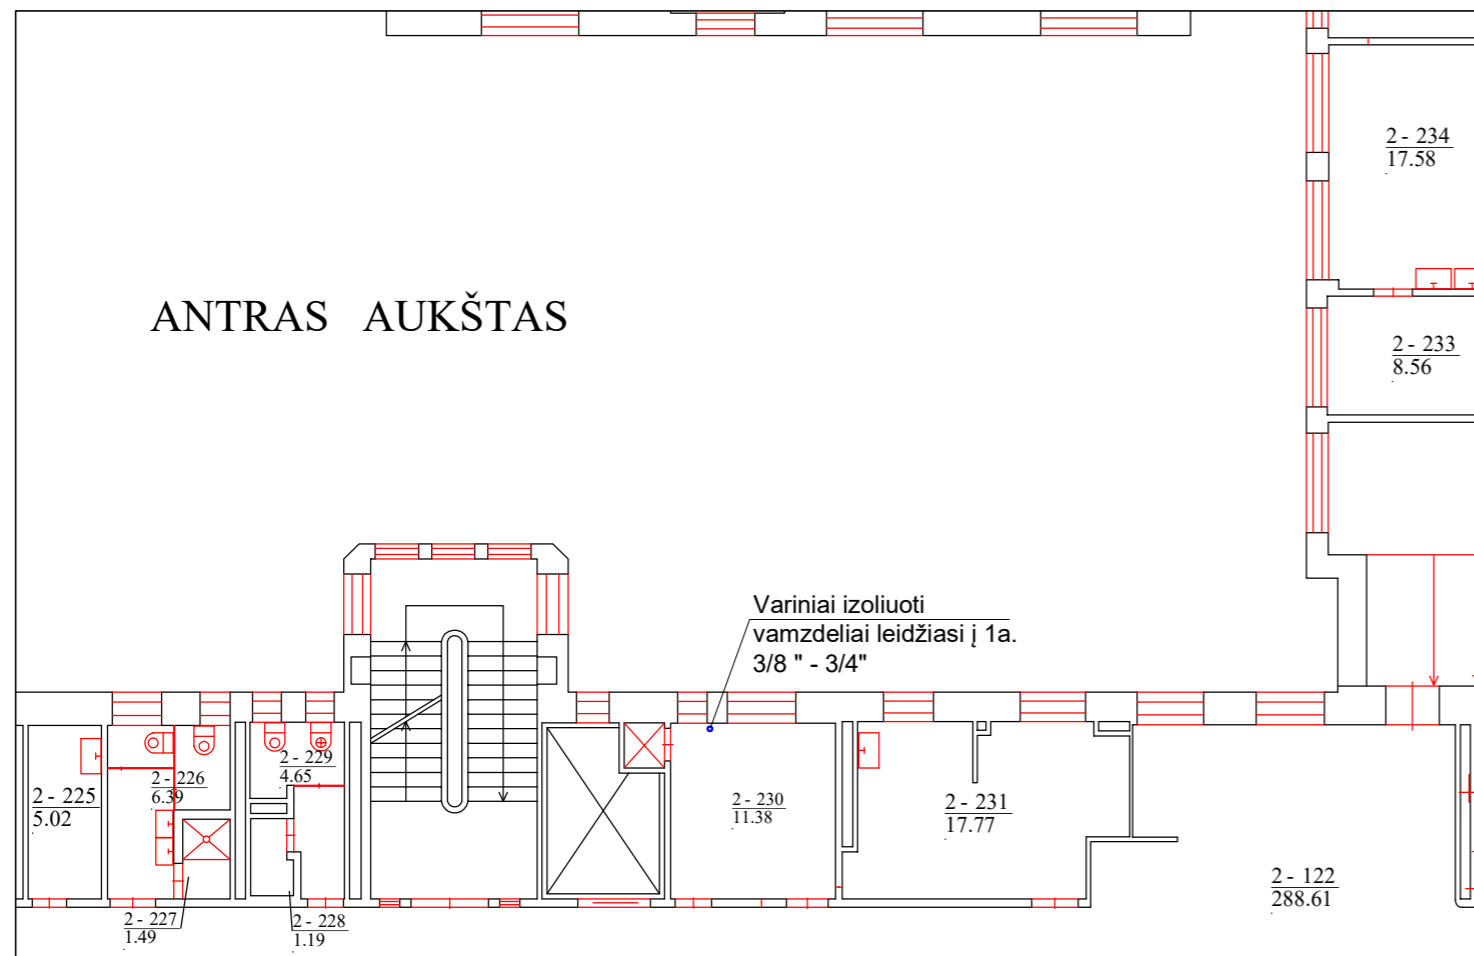 2 - 234
17.58
ANTRAS AUKŠTAS
2 - 233
8.56
Variniai izoliuoti
vamzdeliai leidžiasi į 1a.
3/8 " - 3/4"
2 - 225
5.02
2 - 226
6.39
2 - 229
4.65
2 - 230
11.38
2 - 231
17.77
2 - 122
288.61
2 - 227
1.49
2 - 228
1.19